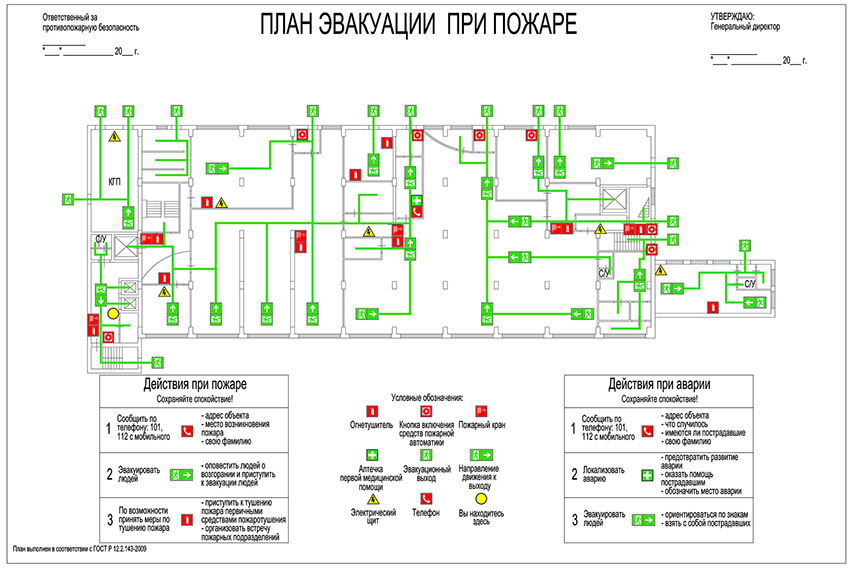 Ответственный за
противопожарную безопасность
"____" ______________ 20___ г.
ПЛАН ЭВАКУАЦИИ ПРИ ПОЖАРЕ
УТВЕРЖДАЮ:
Генеральный директор
"____" ______________ 20___ г.
КГП
С/У
С/У
С/У
Действия при пожаре
Сохраняйте спокойствие!
1
Сообщить по
телефону: 101,
112 с мобильного
- адрес объекта
- место возникновения
пожара
- свою фамилию
2
Эвакуировать
людей
- оповестить людей о
возгорании и приступить
к эвакуации людей
3
По возможности
принять меры по
тушению пожара
- приступить к тушению
пожара первичными
средствами пожаротушения
- организовать встречу
пожарных подразделений
Условные обозначения:
Огнетушитель
Кнопка включения
средств пожарной
автоматики
Пожарный кран
Аптечка
первой медицинской
помощи
Эвакуационный
выход
Направление
движения к
выходу
Электрический
щит
Телефон
Вы находитесь
здесь
Действия при аварии
Сохраняйте спокойствие!
1
Сообщить по
телефону: 101,
112 с мобильного
- адрес объекта
- что случилось
- имеются ли пострадавшие
- свою фамилию
2
Локализовать
аварию
- предотвратить развитие
аварии
- оказать помощь
пострадавшим
- обозначить место аварии
3
Эвакуировать
людей
- ориентироваться по знакам
- взять с собой пострадавших
План выполнен в соответствии с ГОСТ Р 12.2.143-2009